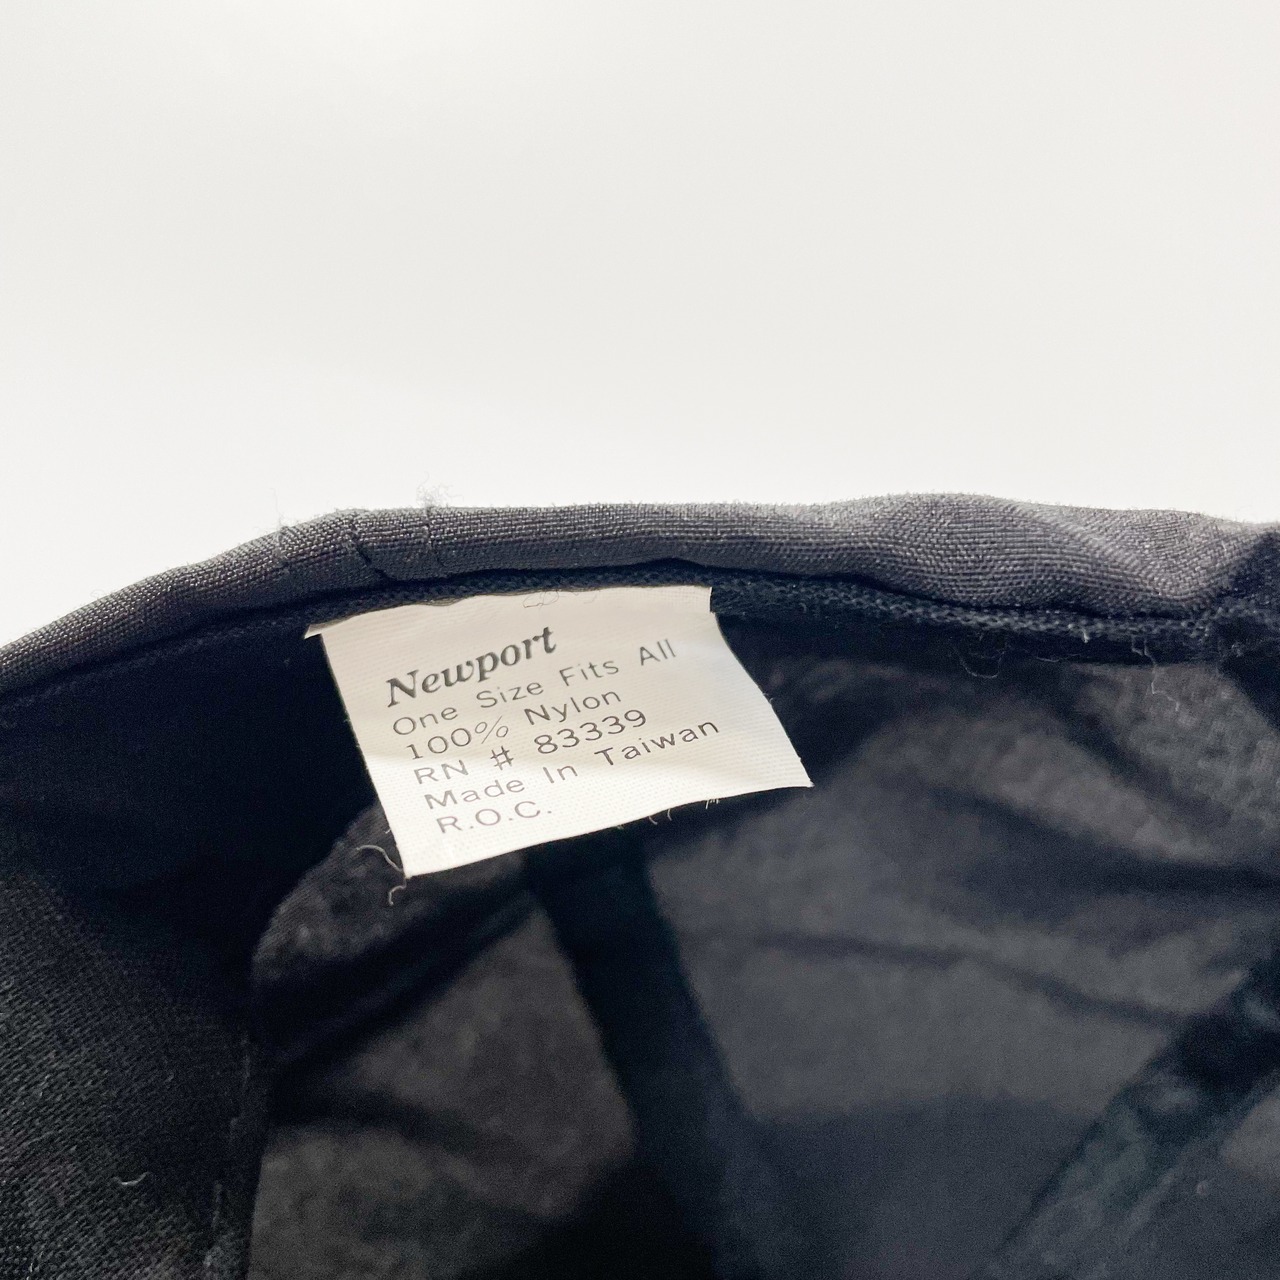 Newport
One Size Fits All
100% Nylon
RN # 83339
Made In Taiwan
R.O.C.